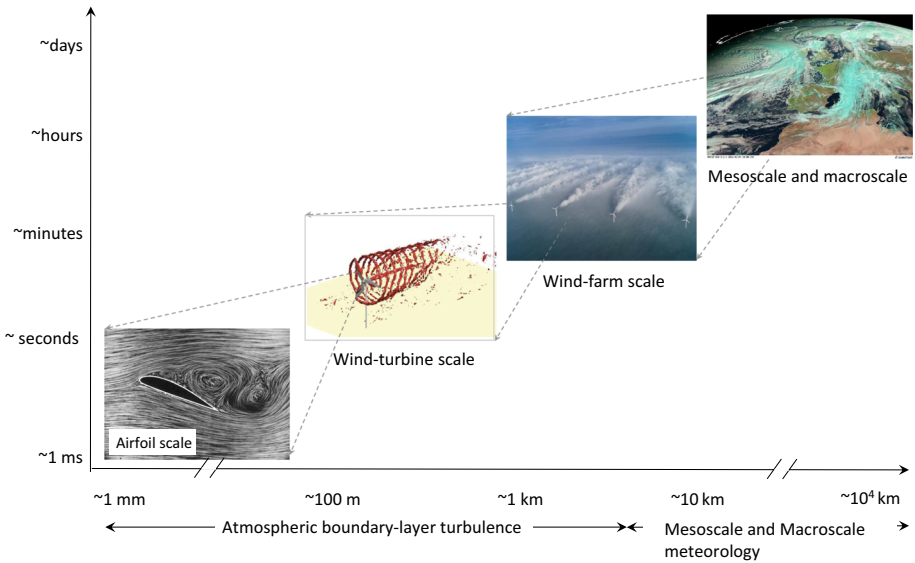 ~days
~hours
~minutes
~ seconds
~1 ms
Mesoscale and macroscale
Wind-farm scale
Wind-turbine scale
Airfoil scale
~1 mm
~100 m
~1 km
~10 km
~10⁴ km
Atmospheric boundary-layer turbulence
Mesoscale and Macroscale
meteorology